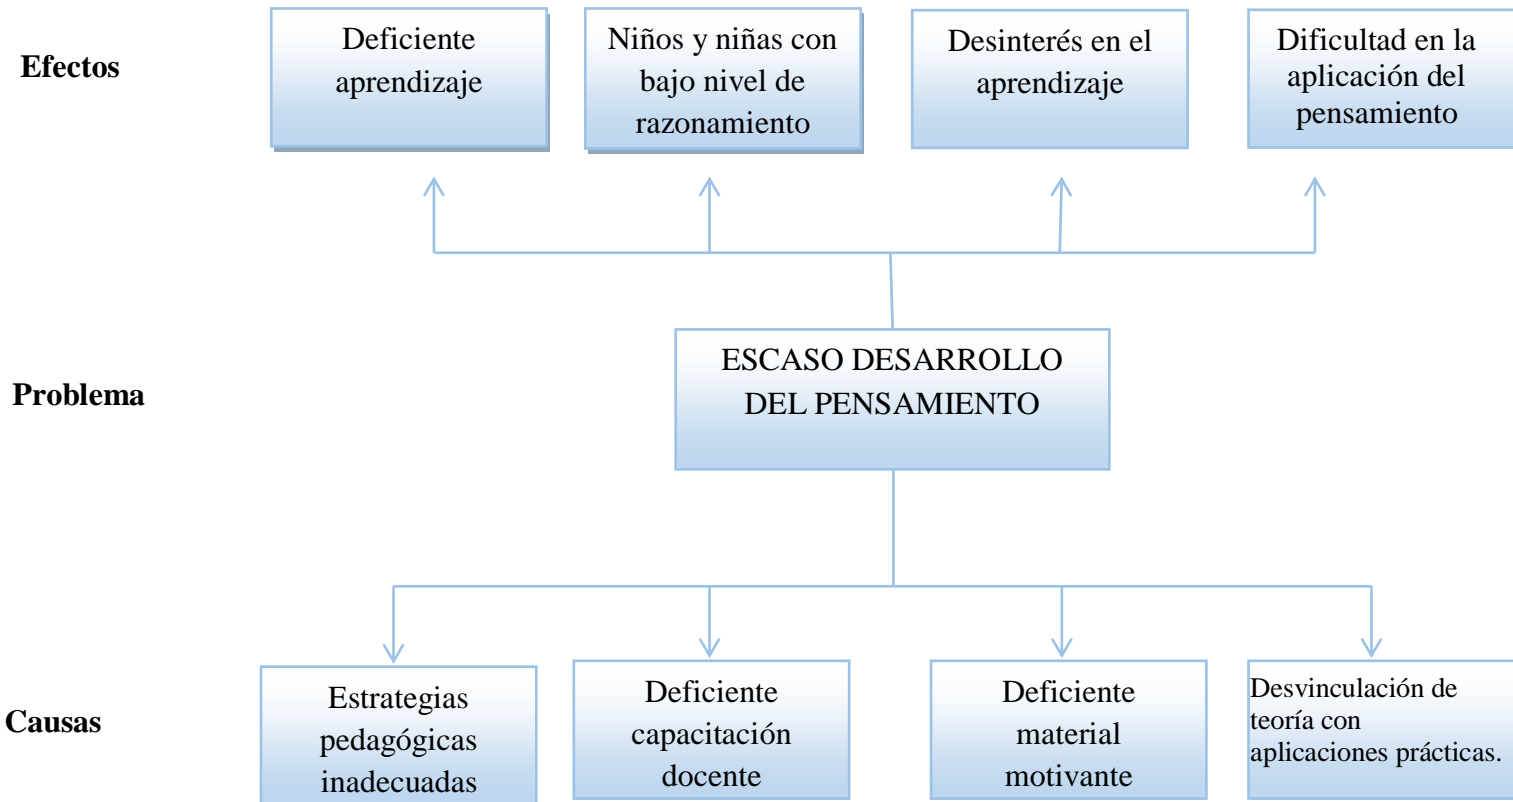 Efectos
Deficiente
aprendizaje
Niños y niñas con
bajo nivel de
razonamiento
Desinterés en el
aprendizaje
Dificultad en la
aplicación del
pensamiento
Problema
ESCASO DESARROLLO
DEL PENSAMIENTO
Causas
Estrategias
pedagógicas
inadecuadas
Deficiente
capacitación
docente
Deficiente
material
motivante
Desvinculación de
teoría con
aplicaciones prácticas.